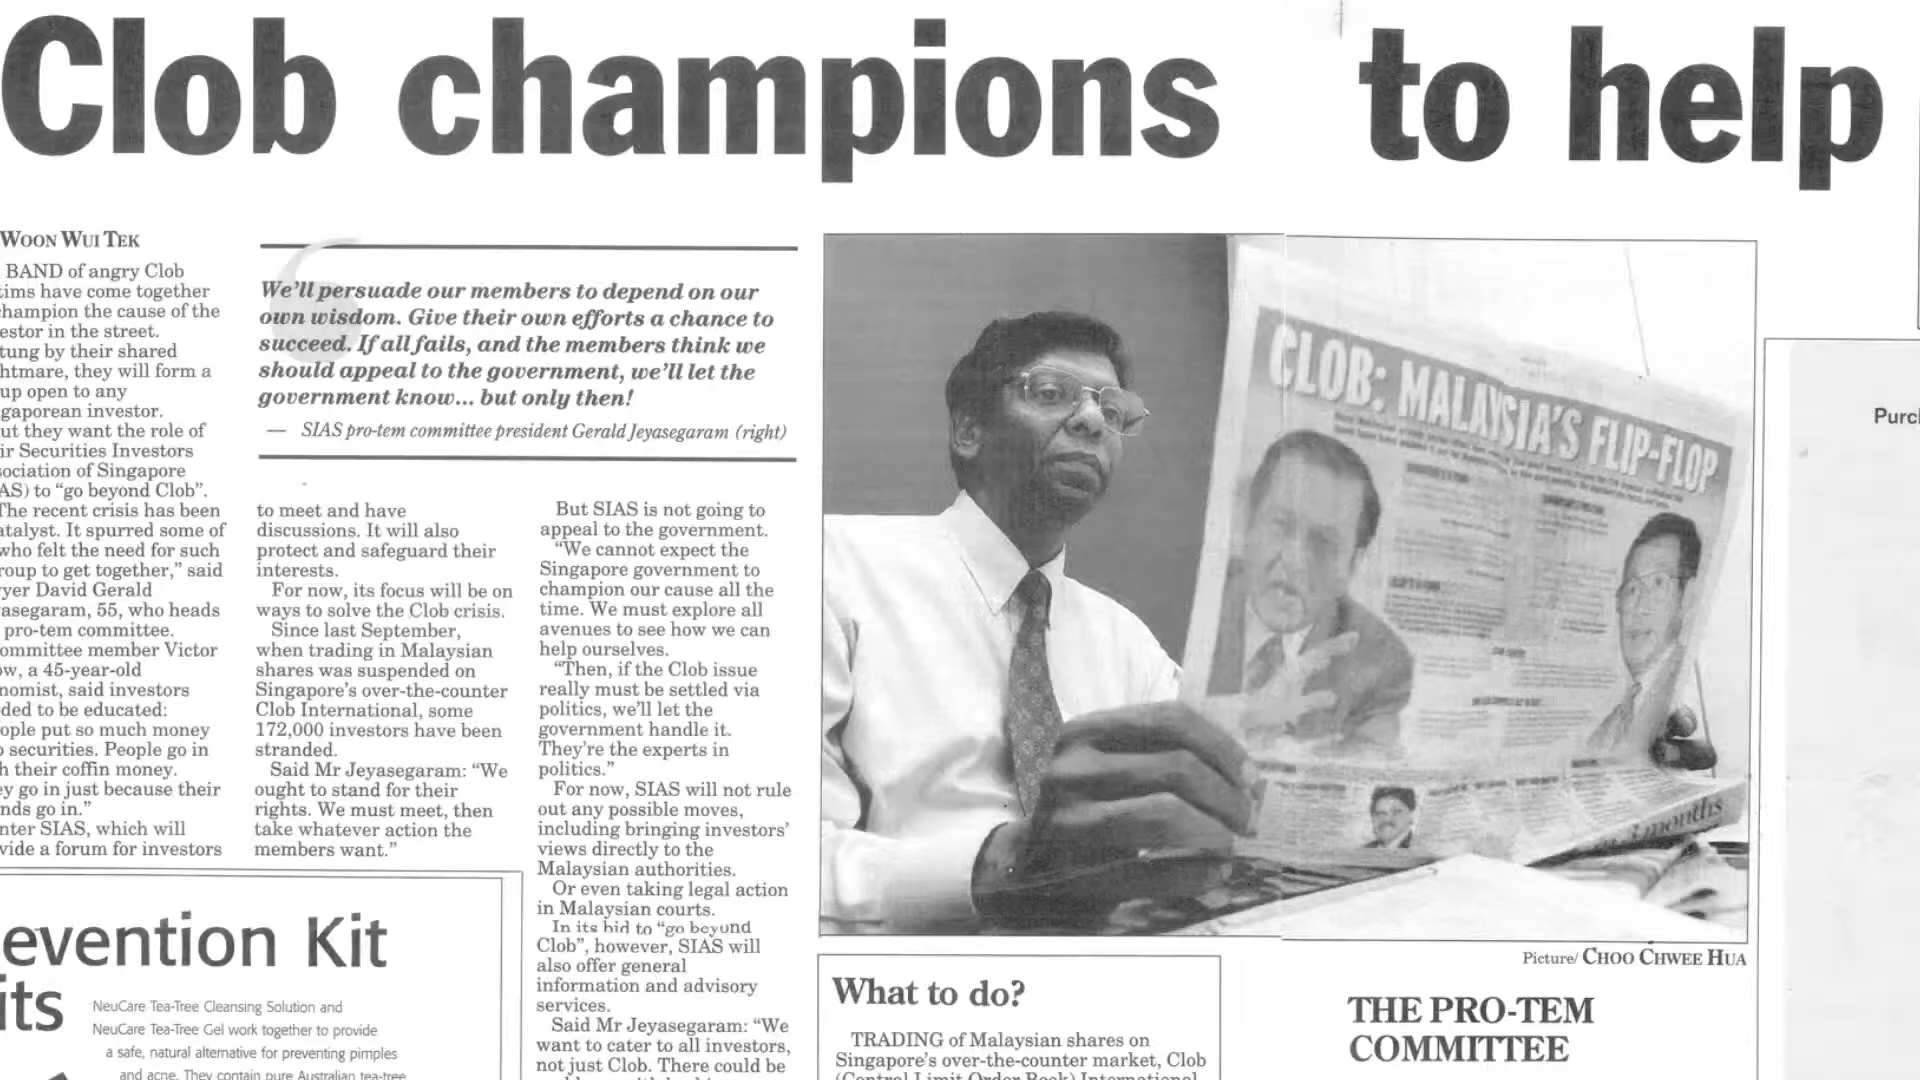 Clob champions to help
WOON WUI TEK
BAND of angry Clob
tims have come together
hampion the cause of the
estor in the street.
tung by their shared
htmare, they will form a
up open to any
gaporean investor.
ut they want the role of
ir Securities Investors
sociation of Singapore
AS) to “go beyond Clob”.
The recent crisis has been
atalyst. It spurred some of
who felt the need for such
roup to get together,” said
yer David Gerald
asegaram, 55, who heads
pro-tem committee.
ommittee member Victor
ow, a 45-year-old
nomist, said investors
ded to be educated:
ople put so much money
o securities. People go in
h their coffin money.
ey go in just because their
nds go in.”
nter SIAS, which will
vide a forum for investors
We’ll persuade our members to depend on our
own wisdom. Give their own efforts a chance to
succeed. If all fails, and the members think we
should appeal to the government, we’ll let the
government know... but only then!
— SIAS pro-tem committee president Gerald Jeyasegaram (right)
to meet and have
discussions. It will also
protect and safeguard their
interests.
For now, its focus will be on
ways to solve the Clob crisis.
Since last September,
when trading in Malaysian
shares was suspended on
Singapore’s over-the-counter
Clob International, some
172,000 investors have been
stranded.
Said Mr Jeyasegaram: “We
ought to stand for their
rights. We must meet, then
take whatever action the
members want.”
But SIAS is not going to
appeal to the government.
“We cannot expect the
Singapore government to
champion our cause all the
time. We must explore all
avenues to see how we can
help ourselves.
“Then, if the Clob issue
really must be settled via
politics, we’ll let the
government handle it.
They’re the experts in
politics.”
For now, SIAS will not rule
out any possible moves,
including bringing investors’
views directly to the
Malaysian authorities.
Or even taking legal action
in Malaysian courts.
In its bid to “go beyond
Clob”, however, SIAS will
also offer general
information and advisory
services.
Said Mr Jeyasegaram: “We
want to cater to all investors,
not just Clob. There could be
CLOB: MALAYSIA’S FLIP-FLOP
months
Picture/ CHOO CHWEE HUA
What to do?
TRADING of Malaysian shares on
Singapore’s over-the-counter market, Clob
(Central Limit Order Book) International,
THE PRO-TEM
COMMITTEE
Purc
evention Kit
its
NeuCare Tea-Tree Cleansing Solution and
NeuCare Tea-Tree Gel work together to provide
a safe, natural alternative for preventing pimples
and acne. They contain pure Australian tea-tree